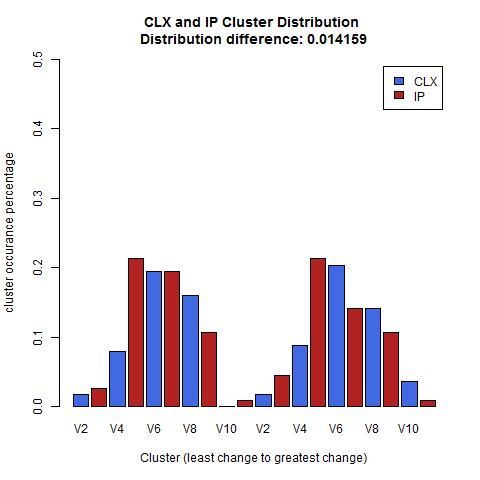 CLX and IP Cluster Distribution
Distribution difference: 0.014159
CLX
IP
cluster occurance percentage
0.5
0.4
0.3
0.2
0.1
0.0
V2 V4 V6 V8 V10 V2 V4 V6 V8 V10
Cluster (least change to greatest change)